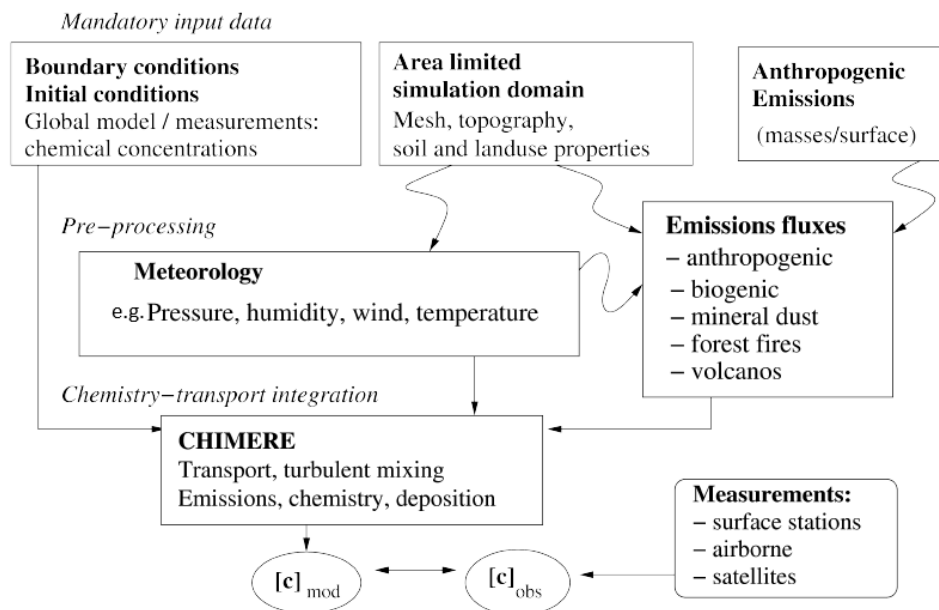 Mandatory input data
Boundary conditions
Initial conditions
Global model / measurements:
chemical concentrations
Area limited
simulation domain
Mesh, topography,
soil and landuse properties
Anthropogenic
Emissions
(masses/surface)
Pre−processing
Meteorology
e.g. Pressure, humidity, wind, temperature
Emissions fluxes
− anthropogenic
− biogenic
− mineral dust
− forest fires
− volcanos
Chemistry−transport integration
CHIMERE
Transport, turbulent mixing
Emissions, chemistry, deposition
Measurements:
− surface stations
− airborne
− satellites
[c] mod
[c] obs